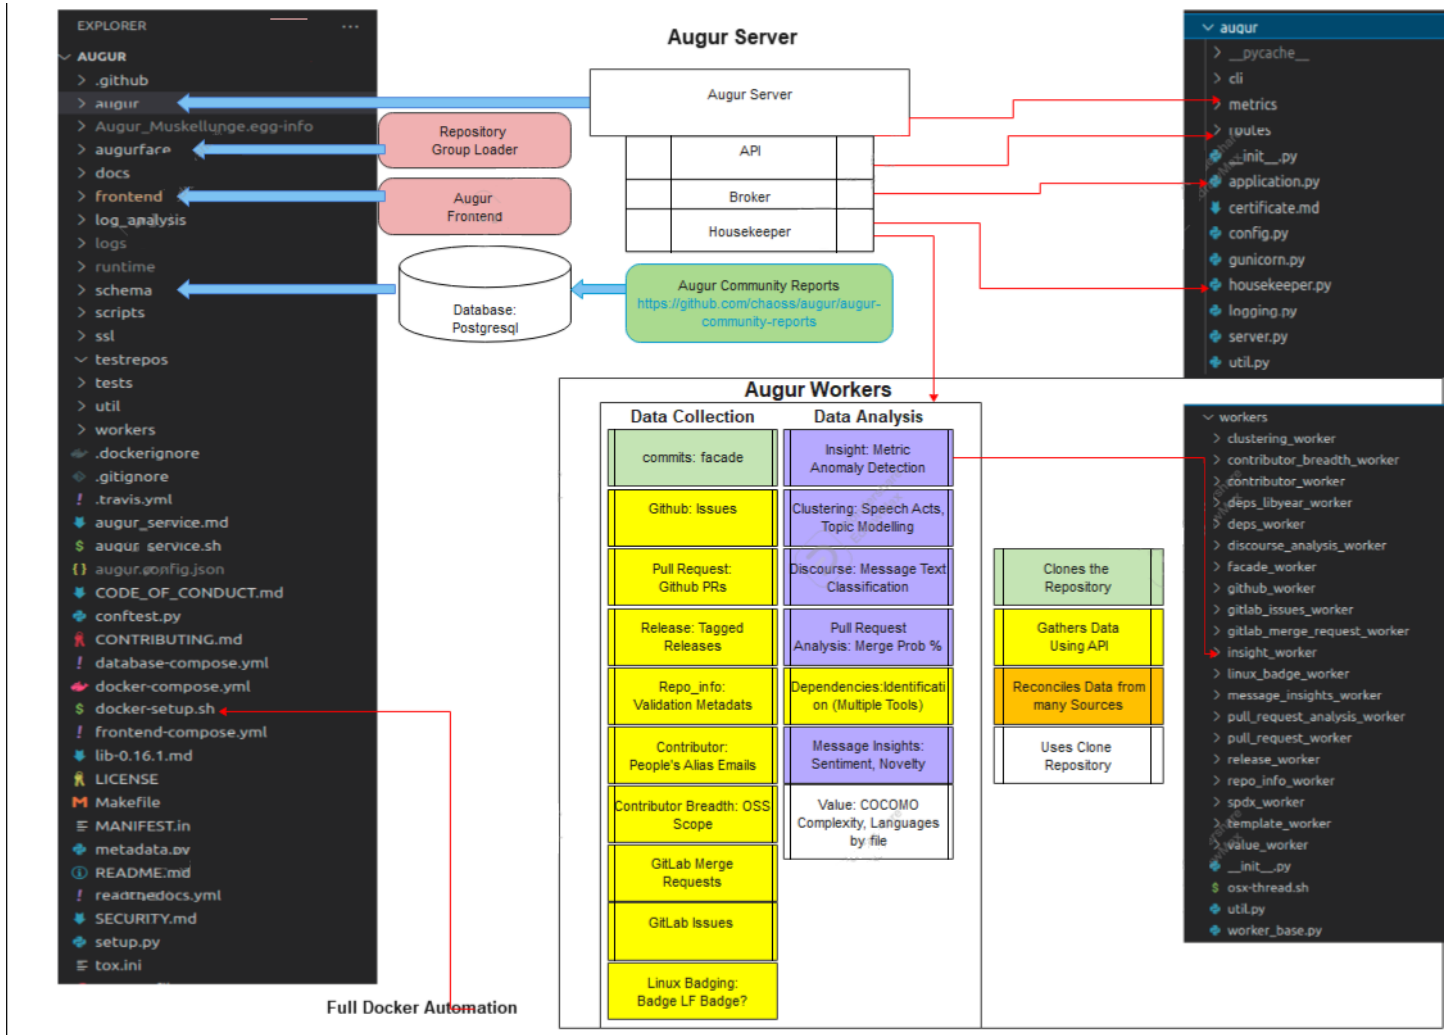 EXPLORER
...
AUGUR
.github
augur
Augur_Muskellunge.egg-info
augurface
docs
frontend
log_analysis
logs
runtime
schema
scripts
ssl
testrepos
tests
util
workers
.dockerignore
.gitignore
! .travis.yml
augur_service.md
$ augur_service.sh
{} augur.config.json
CODE_OF_CONDUCT.md
conftest.py
CONTRIBUTING.md
! database-compose.yml
docker-compose.yml
$ docker-setup.sh
! frontend-compose.yml
lib-0.16.1.md
LICENSE
M Makefile
MANIFEST.in
metadata.py
README.md
! readthedocs.yml
SECURITY.md
setup.py
tox.ini
Full Docker Automation
Augur Server
Augur Server
API
Broker
Housekeeper
Repository
Group Loader
Augur
Frontend
Database:
Postgresql
Augur Community Reports
https://github.com/chaoss/augur/augur-
community-reports
augur
__pycache__
cli
metrics
routes
__init__.py
application.py
certificate.md
config.py
gunicorn.py
housekeeper.py
logging.py
server.py
util.py
Augur Workers
Data Collection
commits: facade
Github: Issues
Pull Request:
Github PRs
Release: Tagged
Releases
Repo_info:
Validation Metadats
Contributor:
People's Alias Emails
Contributor Breadth: OSS
Scope
GitLab Merge
Requests
GitLab Issues
Linux Badging:
Badge LF Badge?
Data Analysis
Insight: Metric
Anomaly Detection
Clustering: Speech Acts,
Topic Modelling
Discourse: Message Text
Classification
Pull Request
Analysis: Merge Prob %
Dependencies:Identificati
on (Multiple Tools)
Message Insights:
Sentiment, Novelty
Value: COCOMO
Complexity, Languages
by file
Clones the
Repository
Gathers Data
Using API
Reconciles Data from
many Sources
Uses Clone
Repository
workers
clustering_worker
contributor_breadth_worker
contributor_worker
deps_libyear_worker
deps_worker
discourse_analysis_worker
facade_worker
github_worker
gitlab_issues_worker
gitlab_merge_request_worker
insight_worker
linux_badge_worker
message_insights_worker
pull_request_analysis_worker
pull_request_worker
release_worker
repo_info_worker
spdx_worker
template_worker
value_worker
__init__.py
$ osx-thread.sh
util.py
worker_base.py